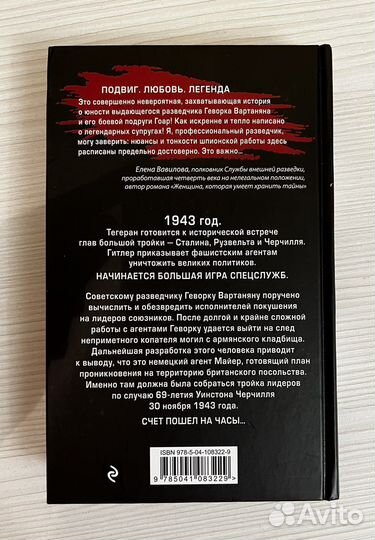 ПОДВИГ. ЛЮБОВЬ. ЛЕГЕНДА
Это совершенно невероятная, захватывающая история
о юности выдающегося разведчика Геворка Вартаняна
и его боевой подруги Гоар! Как искренне и тепло написано
о легендарных супругах! Я, профессиональный разведчик,
могу заверить: нюансы и тонкости шпионской работы здесь
расписаны предельно достоверно. Это важно...
Елена Вавилова, полковник Службы внешней разведки,
проработавшая четверть века на нелегальном положении,
автор романа «Женщина, которая умеет хранить тайны»
1943 год.
Тегеран готовится к исторической встрече
глав большой тройки — Сталина, Рузвельта и Черчилля.
Гитлер приказывает фашистским агентам
уничтожить великих политиков.
НАЧИНАЕТСЯ БОЛЬШАЯ ИГРА СПЕЦСЛУЖБ.
Советскому разведчику Геворку Вартаняну поручено
вычислить и обезвредить исполнителей покушения
на лидеров союзников. После долгой и крайне сложной
работы с агентами Геворку удается выйти на след
неприметного копателя могил с армянского кладбища.
Дальнейшая разработка этого человека приводит
к выводу, что это немецкий агент Майер, готовящий план
проникновения на территорию британского посольства.
Именно там должна была собраться тройка лидеров
по случаю 69-летия Уинстона Черчилля
30 ноября 1943 года.
СЧЕТ ПОШЕЛ НА ЧАСЫ...
ISBN 978-5-04-108322-9
9 785041 083229 >
Avito